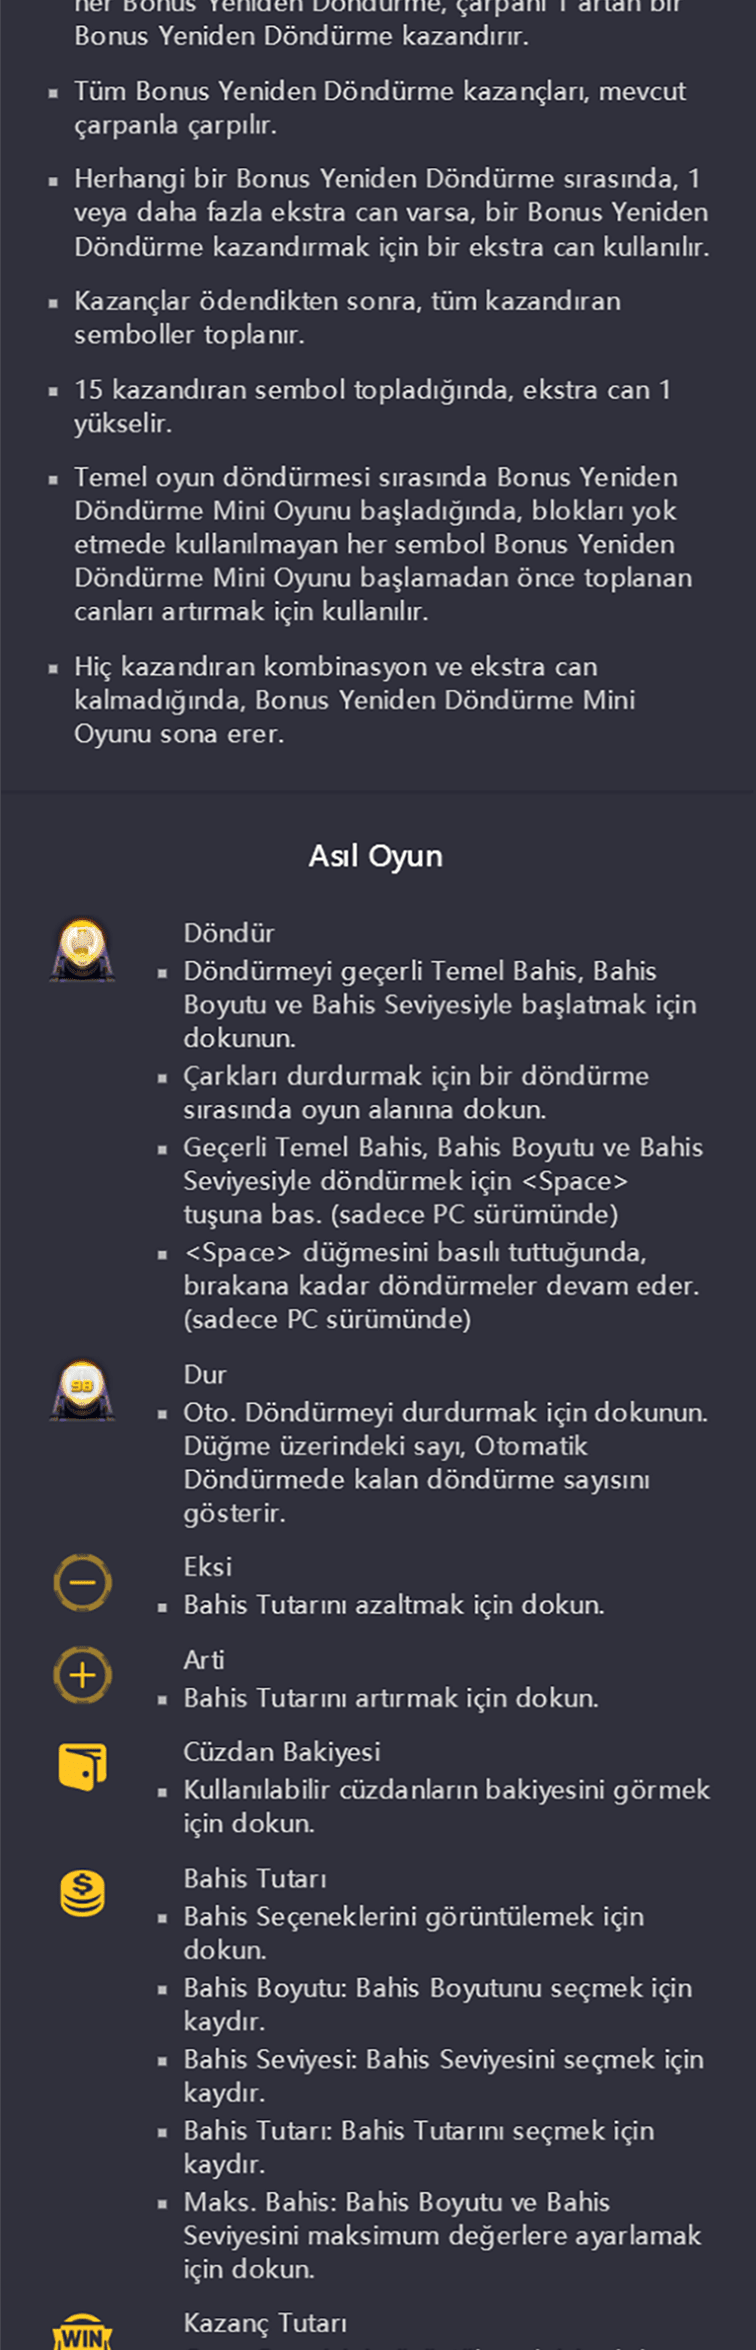 her Bonus Yeniden Döndürme, çarpanı 1 artan bir
Bonus Yeniden Döndürme kazandırır.
Tüm Bonus Yeniden Döndürme kazançları, mevcut
çarpanla çarpılır.
Herhangi bir Bonus Yeniden Döndürme sırasında, 1
veya daha fazla ekstra can varsa, bir Bonus Yeniden
Döndürme kazandırmak için bir ekstra can kullanılır.
Kazançlar ödendikten sonra, tüm kazandıran
semboller toplanır.
15 kazandıran sembol topladığında, ekstra can 1
yükselir.
Temel oyun döndürmesi sırasında Bonus Yeniden
Döndürme Mini Oyunu başladığında, blokları yok
etmede kullanılmayan her sembol Bonus Yeniden
Döndürme Mini Oyunu başlamadan önce toplanan
canları artırmak için kullanılır.
Hiç kazandıran kombinasyon ve ekstra can
kalmadığında, Bonus Yeniden Döndürme Mini
Oyunu sona erer.
Asıl Oyun
Döndür
Döndürmeyi geçerli Temel Bahis, Bahis
Boyutu ve Bahis Seviyesiyle başlatmak için
dokunun.
Çarkları durdurmak için bir döndürme
sırasında oyun alanına dokun.
Geçerli Temel Bahis, Bahis Boyutu ve Bahis
Seviyesiyle döndürmek için <Space>
tuşuna bas. (sadece PC sürümünde)
<Space> düğmesini basılı tuttuğunda,
bırakana kadar döndürmeler devam eder.
(sadece PC sürümünde)
98
Dur
Oto. Döndürmeyi durdurmak için dokunun.
Düğme üzerindeki sayı, Otomatik
Döndürmede kalan döndürme sayısını
gösterir.
Eksi
Bahis Tutarını azaltmak için dokun.
Arti
Bahis Tutarını artırmak için dokun.
Cüzdan Bakiyesi
Kullanılabilir cüzdanların bakiyesini görmek
için dokun.
$
Bahis Tutarı
Bahis Seçeneklerini görüntülemek için
dokun.
Bahis Boyutu: Bahis Boyutunu seçmek için
kaydır.
Bahis Seviyesi: Bahis Seviyesini seçmek için
kaydır.
Bahis Tutarı: Bahis Tutarını seçmek için
kaydır.
Maks. Bahis: Bahis Boyutu ve Bahis
Seviyesini maksimum değerlere ayarlamak
için dokun.
WIN
Kazanç Tutarı